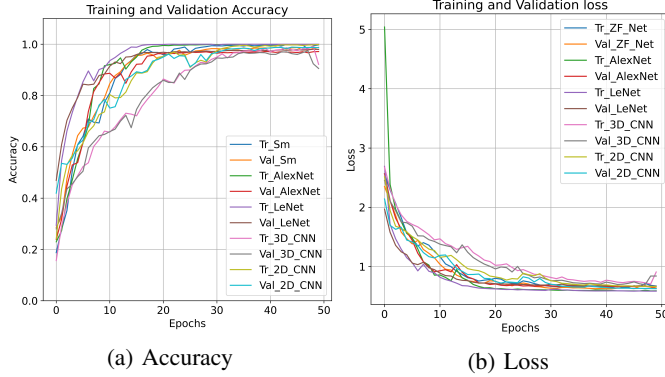 Training and Validation Accuracy
1.0
0.8
0.6
0.4
0.2
0.0
Accuracy
0 10 20 30 40 50
Epochs
Tr_Sm
Val_Sm
Tr_AlexNet
Val_AlexNet
Tr_LeNet
Val_LeNet
Tr_3D_CNN
Val_3D_CNN
Tr_2D_CNN
Val_2D_CNN
(a) Accuracy
Training and Validation loss
5
4
3
2
1
Loss
0 10 20 30 40 50
Epochs
Tr_ZF_Net
Val_ZF_Net
Tr_AlexNet
Val_AlexNet
Tr_LeNet
Val_LeNet
Tr_3D_CNN
Val_3D_CNN
Tr_2D_CNN
Val_2D_CNN
(b) Loss